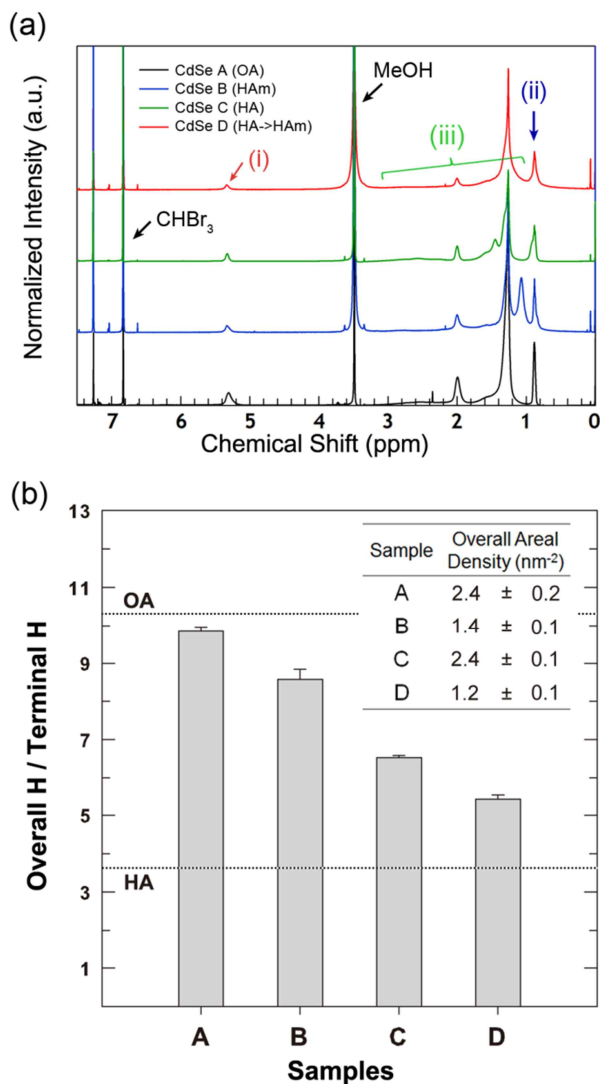 (a)
Normalized Intensity (a.u.)
CdSe A (OA)
CdSe B (HAm)
CdSe C (HA)
CdSe D (HA->HAm)
MeOH
(ii)
(iii)
(i)
CHBr3
7 6 5 4 3 2 1 0
Chemical Shift (ppm)
(b)
Overall H / Terminal H
13
11
9
7
5
3
1
OA
HA
Sample Overall Areal
Density (nm-2)
A 2.4 ± 0.2
B 1.4 ± 0.1
C 2.4 ± 0.1
D 1.2 ± 0.1
A B C D
Samples